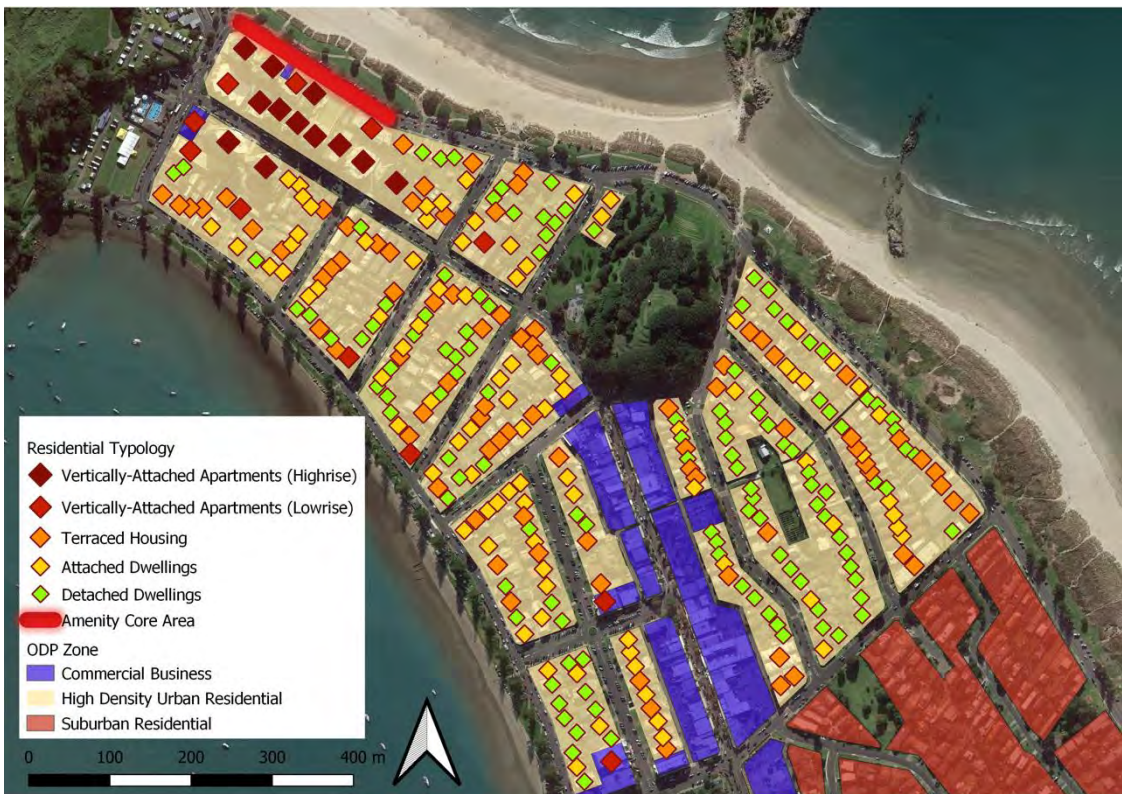 Residential Typology
Vertically-Attached Apartments (Highrise)
Vertically-Attached Apartments (Lowrise)
Terraced Housing
Attached Dwellings
Detached Dwellings
Amenity Core Area
ODP Zone
Commercial Business
High Density Urban Residential
Suburban Residential
0 100 200 300 400 m